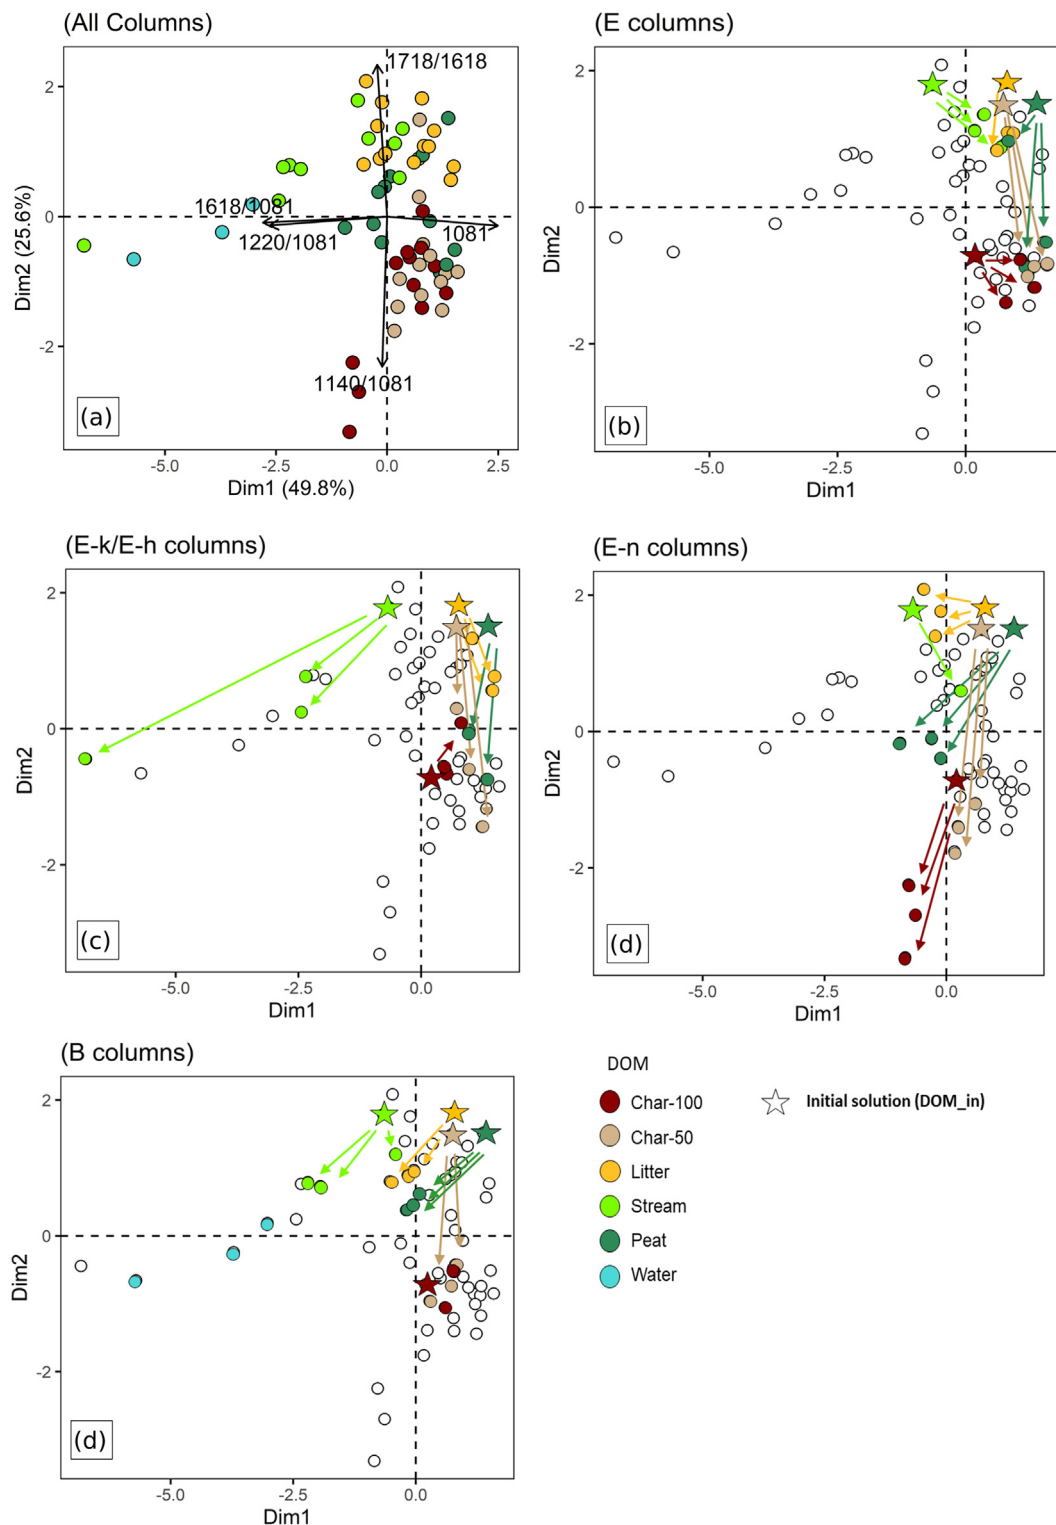 (All Columns)
(E columns)
1718/1618
1618/1081
1220/1081
1081
1140/1081
2
0
-2
Dim2 (25.6%)
(a)
-5.0
-2.5
0.0
2.5
Dim1 (49.8%)
2
0
-2
Dim2
(b)
-5.0
-2.5
0.0
Dim1
(E-k/E-h columns)
(E-n columns)
2
0
-2
Dim2
(c)
-5.0
-2.5
0.0
Dim1
2
0
-2
Dim2
(d)
-5.0
-2.5
0.0
Dim1
(B columns)
2
0
-2
Dim2
(d)
-5.0
-2.5
0.0
Dim1
DOM
Char-100
Char-50
Litter
Stream
Peat
Water
Initial solution (DOM_in)